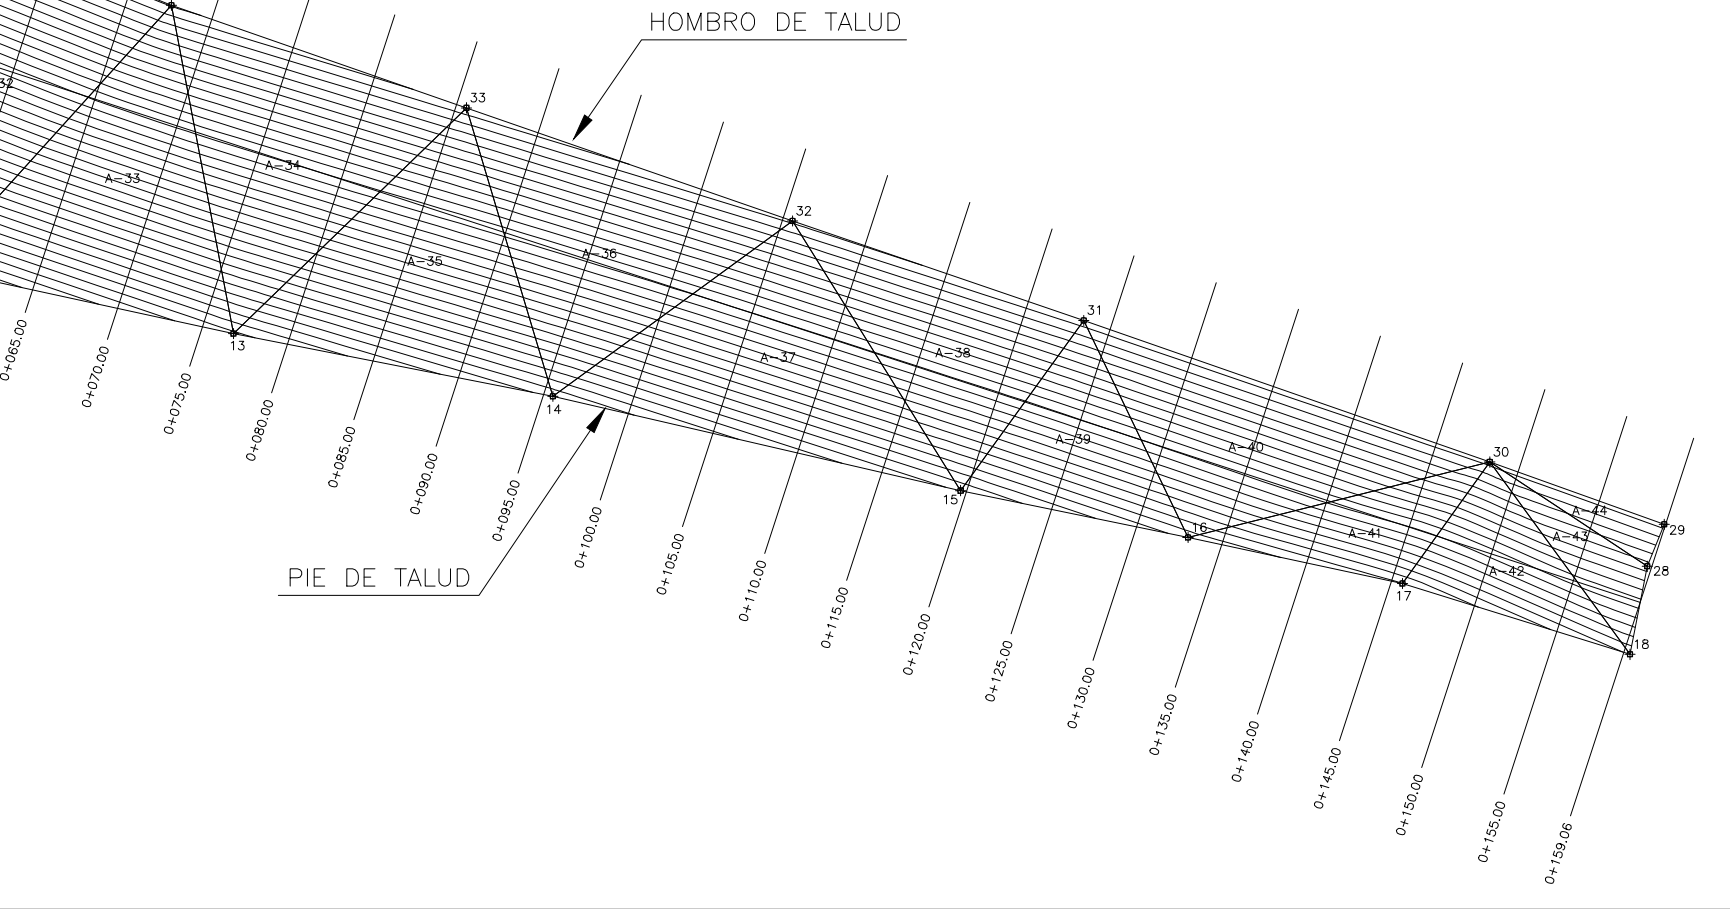 HOMBRO DE TALUD
32
33
A-34
A-33
32
A-36
A-35
31
13
A-38
A-37
14
A-39
A-40
30
15
A-44
29
16
A-41
A-43
28
A-42
17
18
PIE DE TALUD
0+065.00
0+070.00
0+075.00
0+080.00
0+085.00
0+090.00
0+095.00
0+100.00
0+105.00
0+110.00
0+115.00
0+120.00
0+125.00
0+130.00
0+135.00
0+140.00
0+145.00
0+150.00
0+155.00
0+159.06